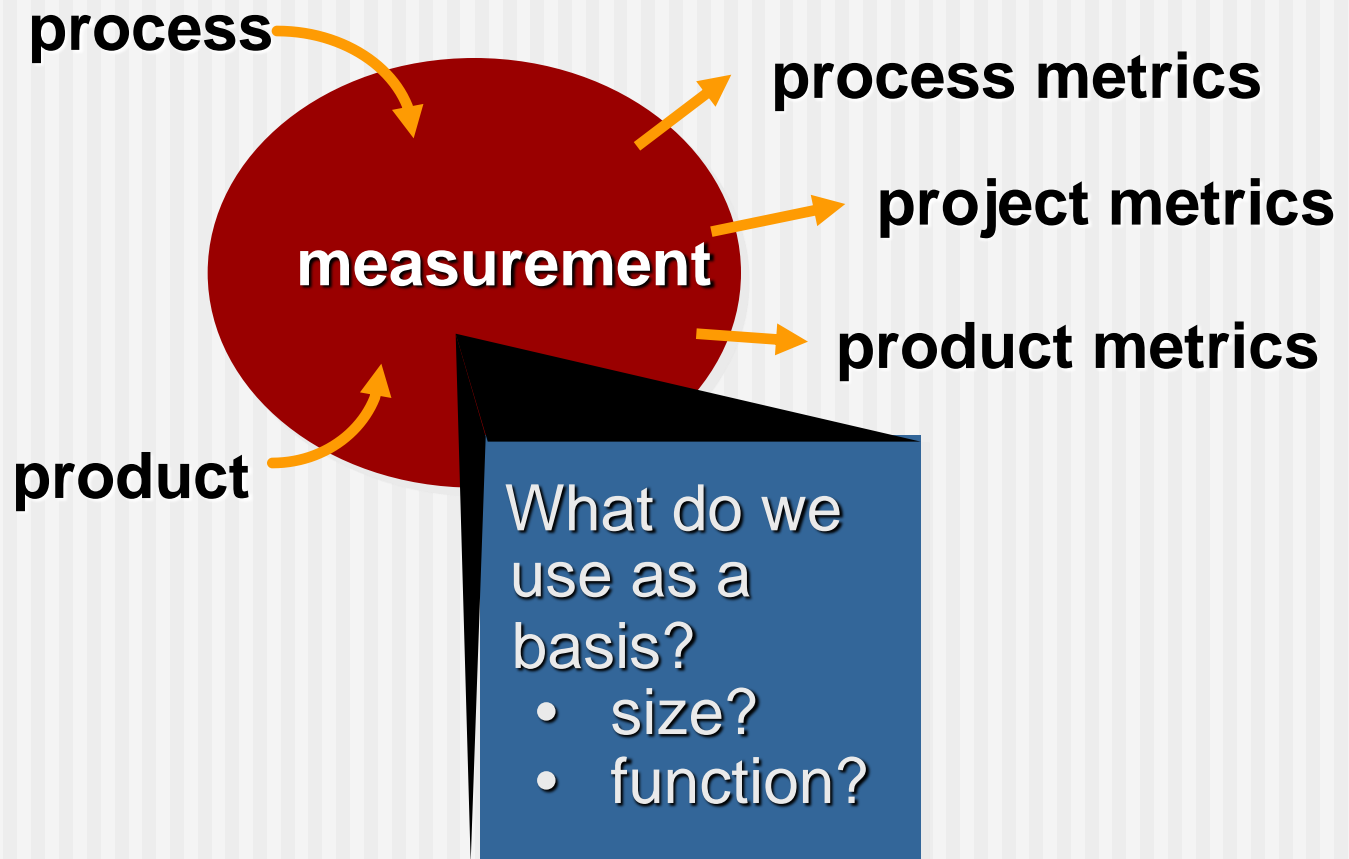 process
process metrics
project metrics
measurement
product metrics
product
What do we
use as a
basis?
• size?
• function?